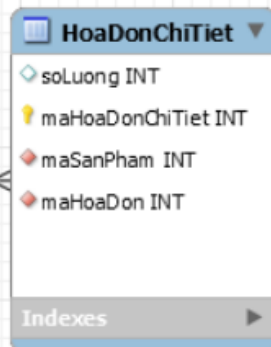 HoaDonChiTiet
soLuong INT
maHoaDonChiTiet INT
maSanPham INT
maHoaDon INT
Indexes